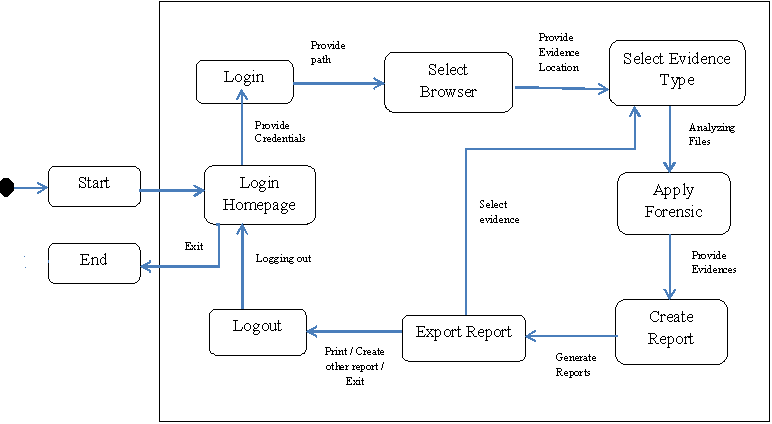 Provide
path
Provide
Evidence
Location
Login
Select
Browser
Select Evidence
Type
Provide
Credentials
Analyzing
Files
Start
Login
Homepage
Select
evidence
Apply
Forensic
Exit
End
Logging out
Provide
Evidences
Logout
Export Report
Create
Report
Print / Create
other report /
Exit
Generate
Reports